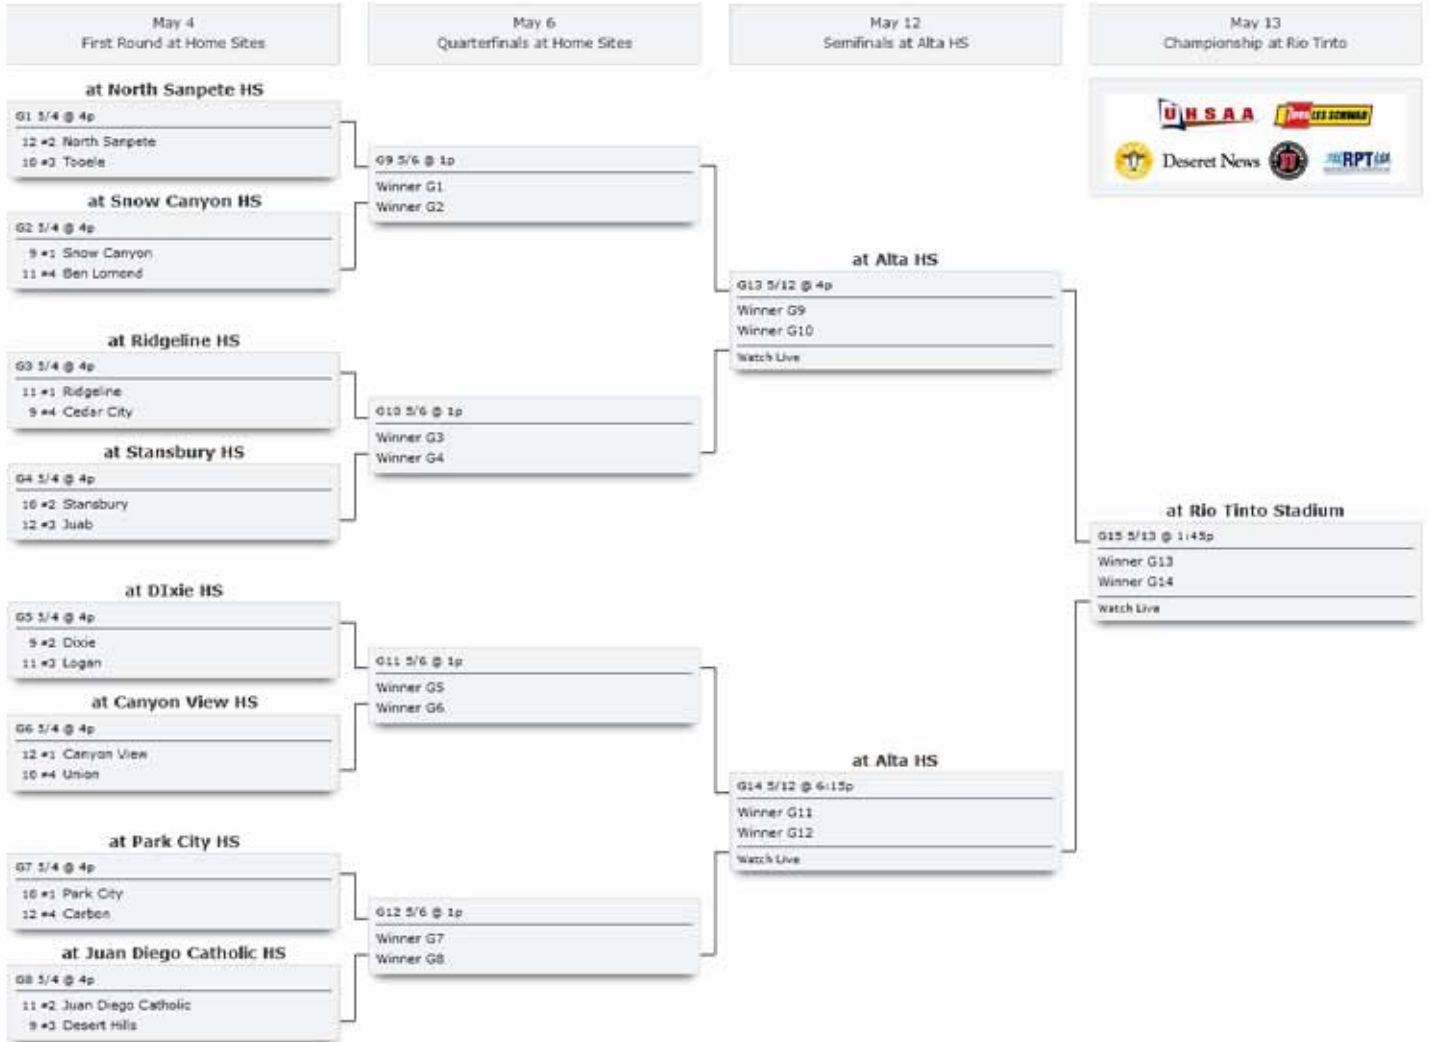 May 4
First Round at Home Sites
May 6
Quarterfinals at Home Sites
May 12
Semifinals at Alta HS
May 13
Championship at Rio Tinto
UHSAA
LES SCHWAB
Deseret News
RPT
at North Sanpete HS
G1 5/4 @ 4p
12 #2 North Sanpete
10 #3 Tooele
at Snow Canyon HS
G2 5/4 @ 4p
9 #1 Snow Canyon
11 #4 Ben Lomond
at Ridgeline HS
G3 5/4 @ 4p
11 #1 Ridgeline
9 #4 Cedar City
at Stansbury HS
G4 5/4 @ 4p
10 #2 Stansbury
12 #3 Juab
at DIxie HS
G5 5/4 @ 4p
9 #2 Dixie
11 #3 Logan
at Canyon View HS
G6 5/4 @ 4p
12 #1 Canyon View
10 #4 Union
at Park City HS
G7 5/4 @ 4p
10 #1 Park City
12 #4 Carbon
at Juan Diego Catholic HS
G8 5/4 @ 4p
11 #2 Juan Diego Catholic
9 #3 Desert Hills
G9 5/6 @ 1p
Winner G1
Winner G2
G10 5/6 @ 1p
Winner G3
Winner G4
G11 5/6 @ 1p
Winner G5
Winner G6
G12 5/6 @ 1p
Winner G7
Winner G8
at Alta HS
G13 5/12 @ 4p
Winner G9
Winner G10
Watch Live
at Alta HS
G14 5/12 @ 6:15p
Winner G11
Winner G12
Watch Live
at Rio Tinto Stadium
G15 5/13 @ 1:45p
Winner G13
Winner G14
Watch Live